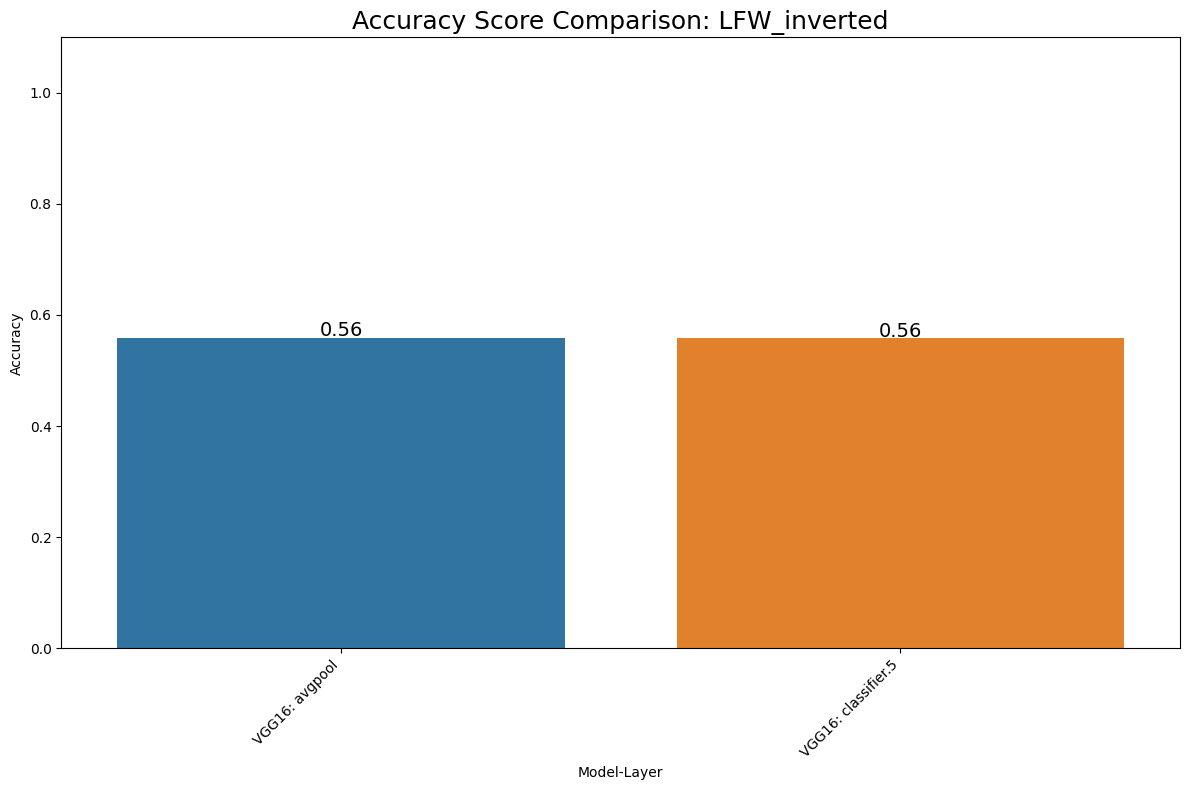 Accuracy Score Comparison: LFW_inverted
Accuracy
1.0
0.8
0.6
0.4
0.2
0.0
0.56
0.56
VGG16: avgpool
VGG16: classifier.5
Model-Layer